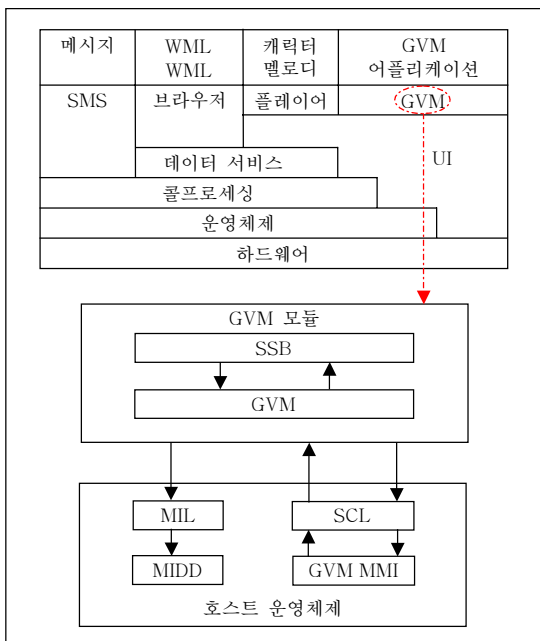 메시지
WML
WML
캐릭터
멜로디
GVM
어플리케이션
SMS
브라우저
플레이어
GVM
데이터 서비스
UI
콜프로세싱
운영체제
하드웨어
GVM 모듈
SSB
GVM
MIL
SCL
MIDD
GVM MMI
호스트 운영체제